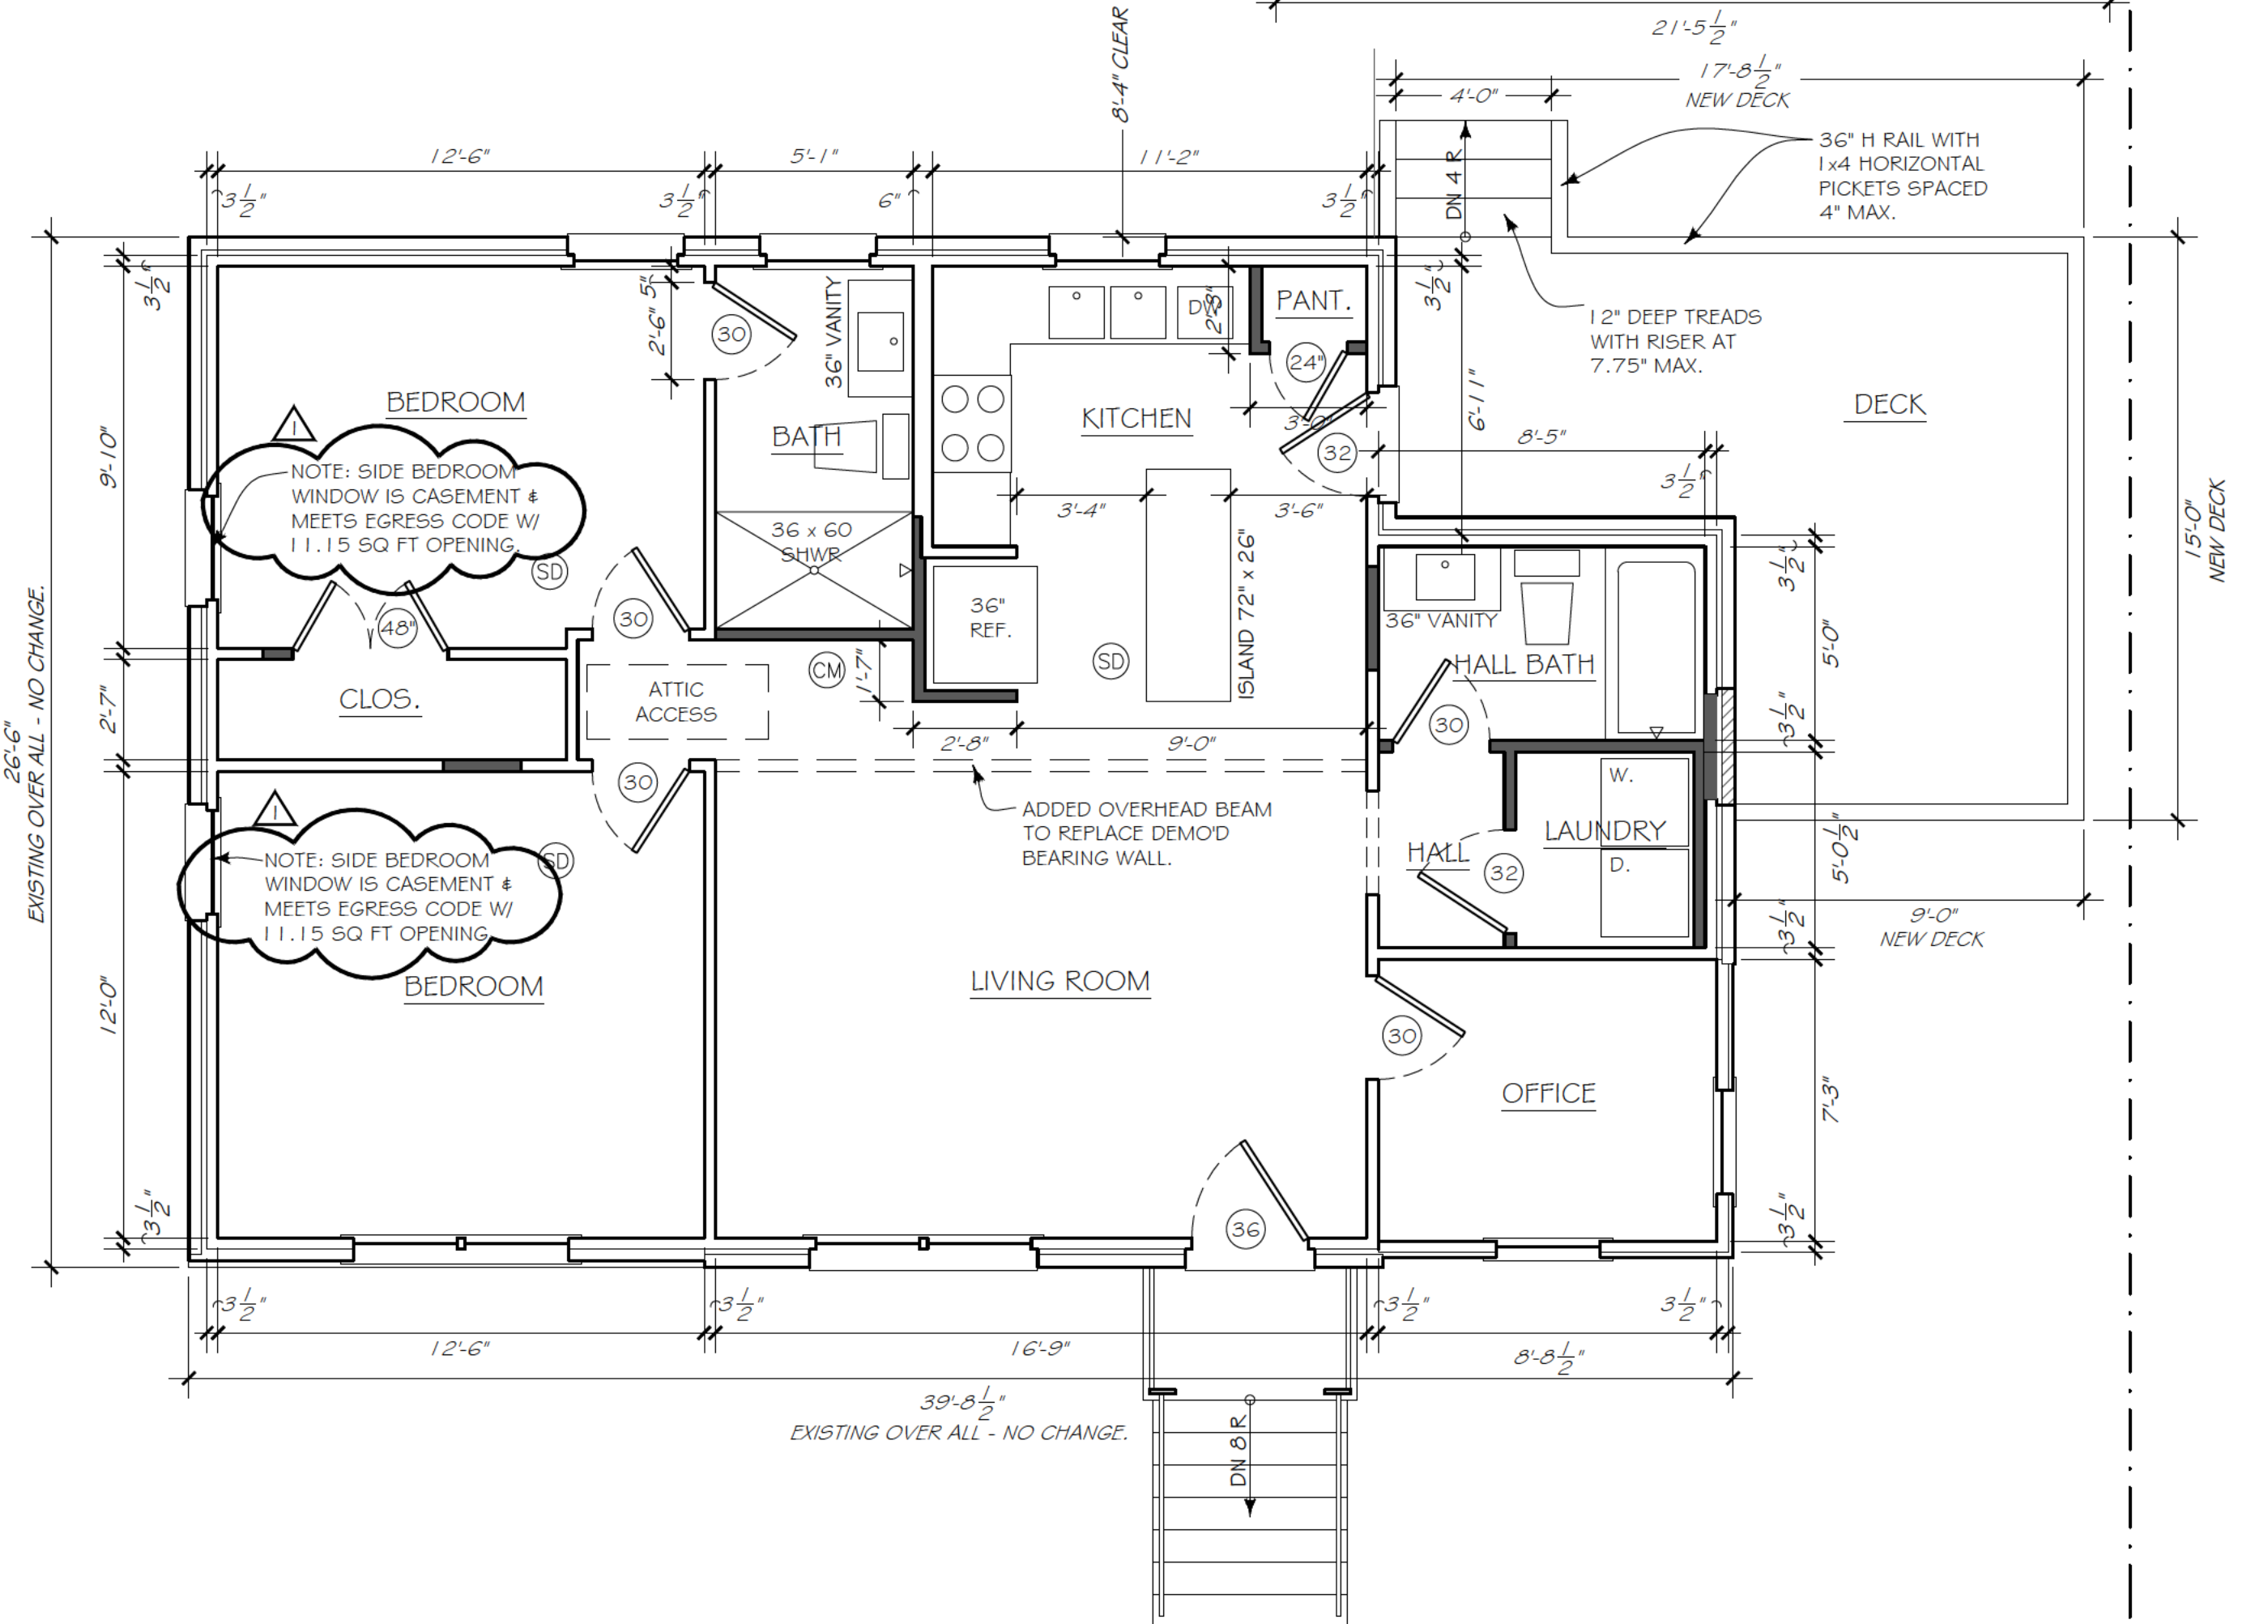 21'-5 1/2"
17'-8 1/2"
NEW DECK
4'-0"
8'-4" CLEAR
36" H RAIL WITH
1x4 HORIZONTAL
PICKETS SPACED
4" MAX.
DN 4 R
12'-6"
5'-1"
11'-2"
3 1/2"
3 1/2"
6"
3 1/2"
3 1/2"
5"
2'-6"
30
36" VANITY
DW
2'-8"
PANT.
24"
3 1/2"
12" DEEP TREADS
WITH RISER AT
7.75" MAX.
BEDROOM
BATH
KITCHEN
3'-0"
32
6'-11"
8'-5"
3 1/2"
DECK
9'-10"
1
NOTE: SIDE BEDROOM
WINDOW IS CASEMENT &
MEETS EGRESS CODE W/
11.15 SQ FT OPENING.
SD
3'-4"
3'-6"
36 x 60
SHWR
ISLAND 72" x 26"
15'-0"
NEW DECK
3 1/2"
48"
30
36"
REF.
36" VANITY
5'-0"
26'-6"
EXISTING OVER ALL - NO CHANGE.
2'-7"
CLOS.
ATTIC
ACCESS
CM
1'-7"
SD
HALL BATH
30
3 1/2"
2'-8"
9'-0"
30
ADDED OVERHEAD BEAM
TO REPLACE DEMO'D
BEARING WALL.
W.
LAUNDRY
D.
HALL
32
5'-0 1/2"
1
NOTE: SIDE BEDROOM
WINDOW IS CASEMENT &
MEETS EGRESS CODE W/
11.15 SQ FT OPENING
SD
3 1/2"
9'-0"
NEW DECK
12'-0"
BEDROOM
LIVING ROOM
30
OFFICE
7'-3"
3 1/2"
36
3 1/2"
3 1/2"
3 1/2"
3 1/2"
3 1/2"
12'-6"
16'-9"
8'-8 1/2"
39'-8 1/2"
EXISTING OVER ALL - NO CHANGE.
DN 8 R